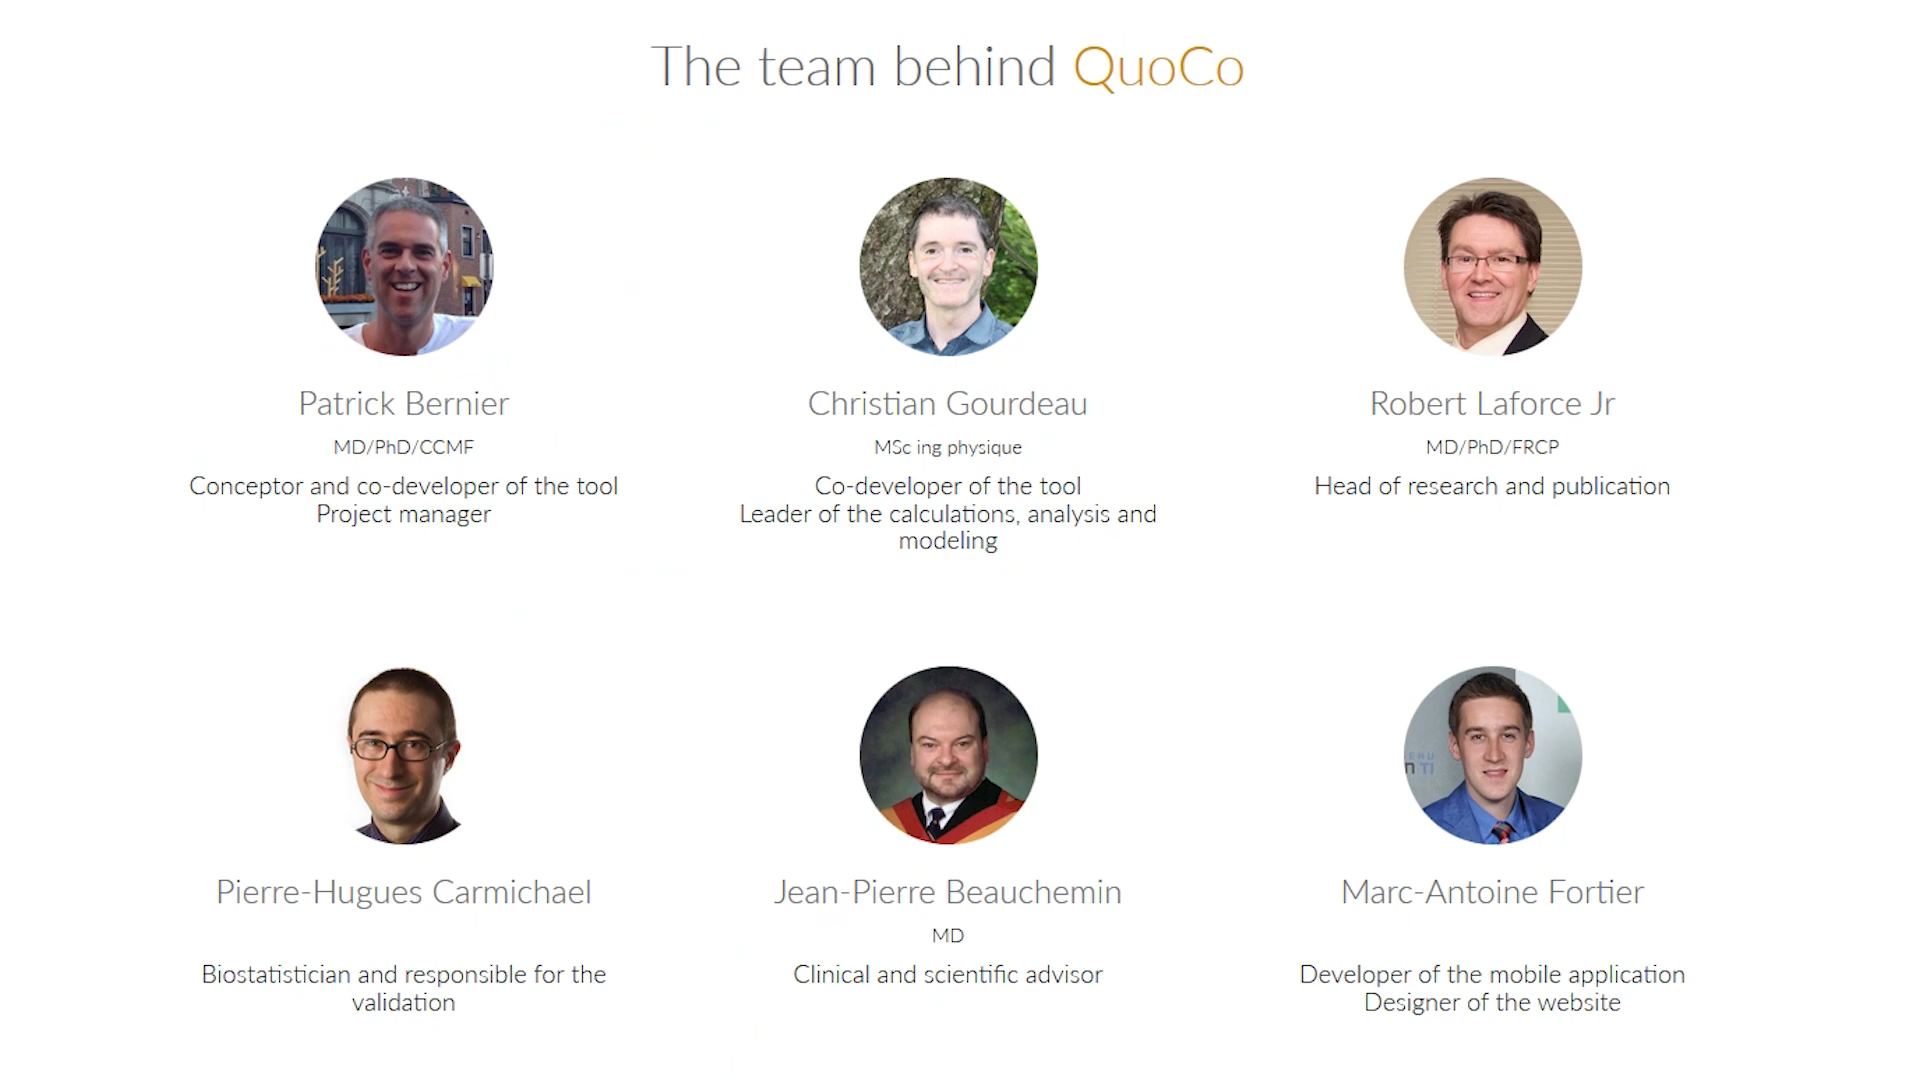 The team behind QuoCo
Patrick Bernier
MD/PhD/CCMF
Conceptor and co-developer of the tool
Project manager
Christian Gourdeau
MSc ing physique
Co-developer of the tool
Leader of the calculations, analysis and
modeling
Robert Laforce Jr
MD/PhD/FRCP
Head of research and publication
Pierre-Hugues Carmichael
Biostatistician and responsible for the
validation
Jean-Pierre Beauchemin
MD
Clinical and scientific advisor
Marc-Antoine Fortier
Developer of the mobile application
Designer of the website